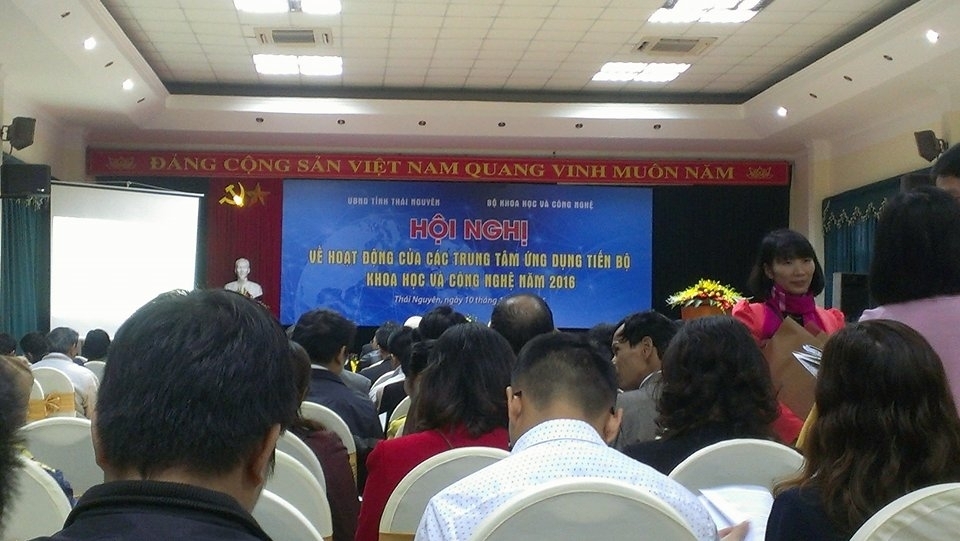 ĐẢNG CỘNG SẢN VIỆT NAM QUANG VINH MUÔN NĂM
UBND TỈNH THÁI NGUYÊN BỘ KHOA HỌC VÀ CÔNG NGHỆ
HỘI NGHỊ
VỀ HOẠT ĐỘNG CỦA CÁC TRUNG TÂM ỨNG DỤNG TIẾN BỘ
KHOA HỌC VÀ CÔNG NGHỆ NĂM 2016
Thái Nguyên, ngày 10 tháng